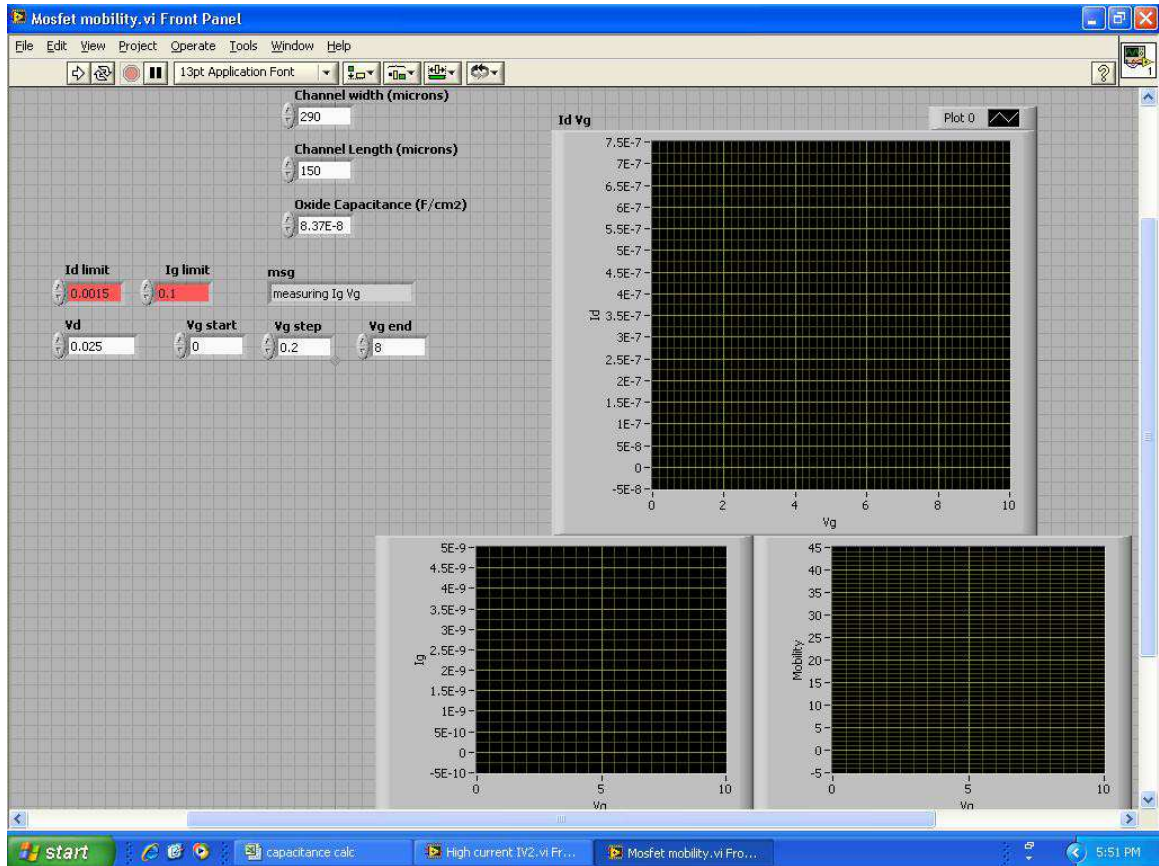 Mosfet mobility.vi Front Panel
File Edit View Project Operate Tools Window Help
13pt Application Font
Channel width (microns)
290
Channel Length (microns)
150
Oxide Capacitance (F/cm2)
8.37E-8
Id limit Ig limit msg
0.0015 0.1 measuring Ig Vg
Vd Vg start Vg step Vg end
0.025 0 0.2 8
Id Vg
Plot 0
7.5E-7
7E-7
6.5E-7
6E-7
5.5E-7
5E-7
4.5E-7
4E-7
3.5E-7
3E-7
2.5E-7
2E-7
1.5E-7
1E-7
5E-8
0
-5E-8
Id
0 2 4 6 8 10
Vg
5E-9
4.5E-9
4E-9
3.5E-9
3E-9
2.5E-9
2E-9
1.5E-9
1E-9
5E-10
0
-5E-10
Ig
0 5 10
Vg
45
40
35
30
25
20
15
10
5
0
-5
Mobility
0 5 10
Vg
start capacitance calc High current IV2.vi Fr... Mosfet mobility.vi Fro... 5:51 PM